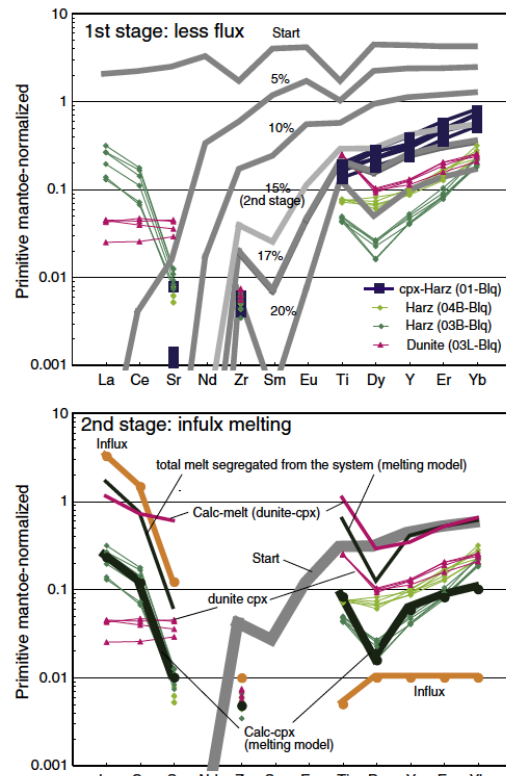 1st stage: less flux
Primitive mantoe-normalized
10
1
0.1
0.01
0.001
Start
5%
10%
15%
(2nd stage)
17%
20%
cpx-Harz (01-Blq)
Harz (04B-Blq)
Harz (03B-Blq)
Dunite (03L-Blq)
La Ce Sr Nd Zr Sm Eu Ti Dy Y Er Yb
2nd stage: infulx melting
Primitive mantoe-normalized
10
1
0.1
0.01
0.001
Influx
total melt segregated from the system (melting model)
Calc-melt (dunite-cpx)
Start
dunite cpx
Calc-cpx
(melting model)
Influx